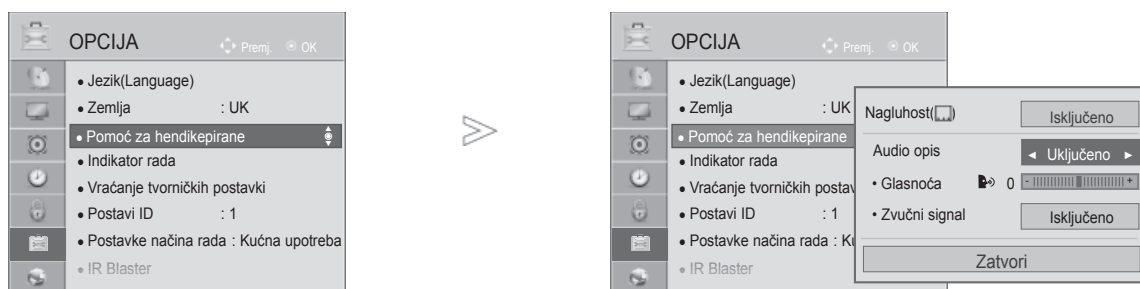 OPCIJA Premj. OK
• Jezik(Language)
• Zemlja : UK
• Pomoć za hendikepirane
• Indikator rada
• Vraćanje tvorničkih postavki
• Postavi ID : 1
• Postavke načina rada : Kućna upotreba
• IR Blaster
OPCIJA Premj. OK
• Jezik(Language)
• Zemlja : UK
• Pomoć za hendikepirane
• Indikator rada
• Vraćanje tvorničkih postav
• Postavi ID : 1
• Postavke načina rada : Ku
• IR Blaster
Nagluhost( ) Isključeno
Audio opis ◄ Uključeno ►
• Glasnoća 0 - +
• Zvučni signal Isključeno
Zatvori